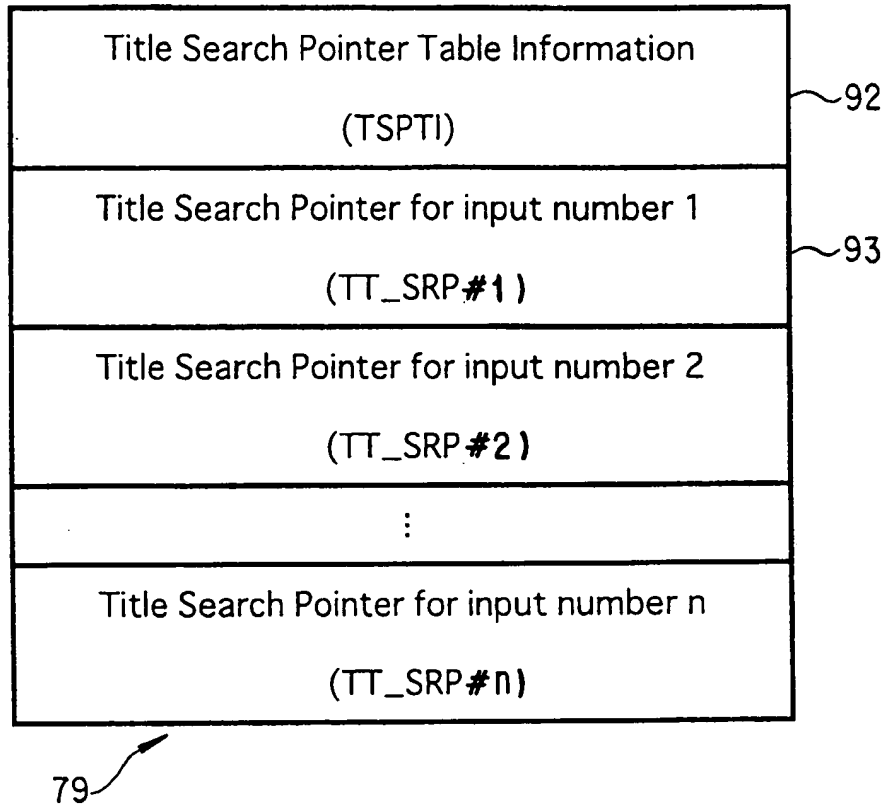 Title Search Pointer Table Information
(TSPTI)
92
Title Search Pointer for input number 1
(TT_SRP#1)
93
Title Search Pointer for input number 2
(TT_SRP#2)
⋮
Title Search Pointer for input number n
(TT_SRP#n)
79